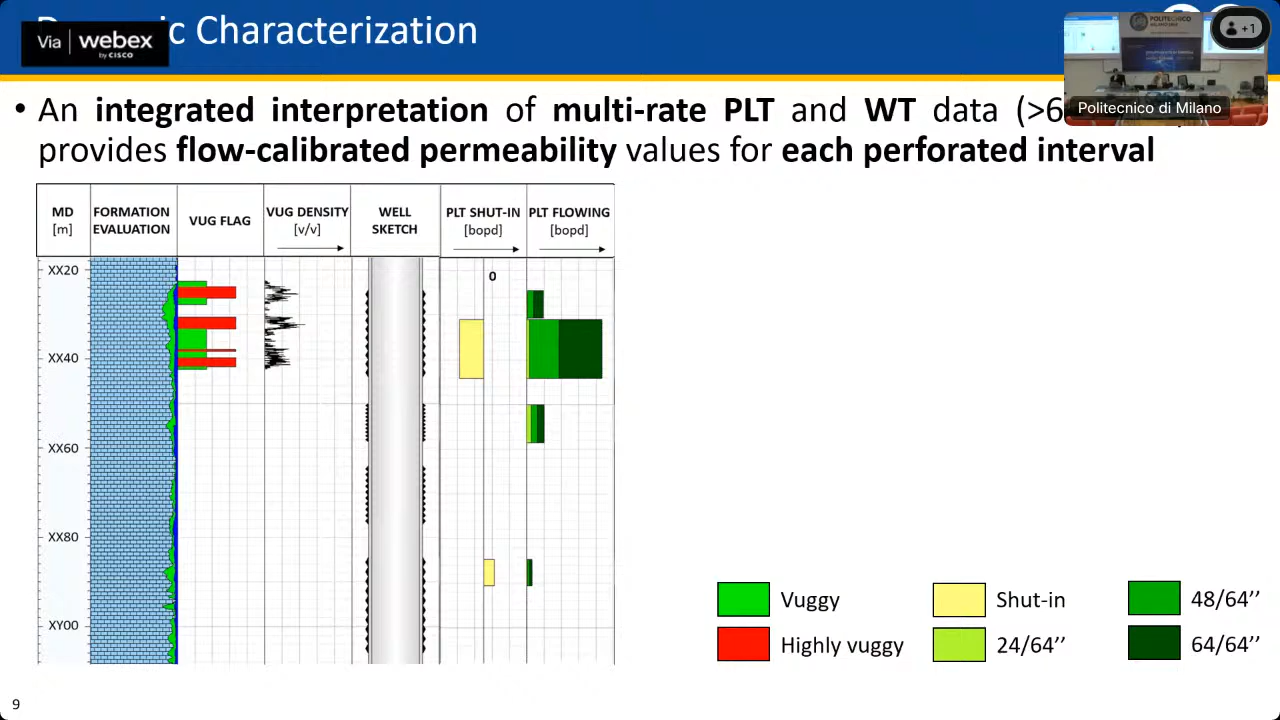 Via webex
by CISCO
c Characterization
+1
POLITECNICO
Politecnico di Milano
• An integrated interpretation of multi-rate PLT and WT data (>6
provides flow-calibrated permeability values for each perforated interval
MD [m]
FORMATION EVALUATION
VUG FLAG
VUG DENSITY [v/v]
WELL SKETCH
PLT SHUT-IN [bopd]
PLT FLOWING [bopd]
XX20
0
XX40
XX60
XX80
XY00
Vuggy
Shut-in
48/64’’
Highly vuggy
24/64’’
64/64’’
9